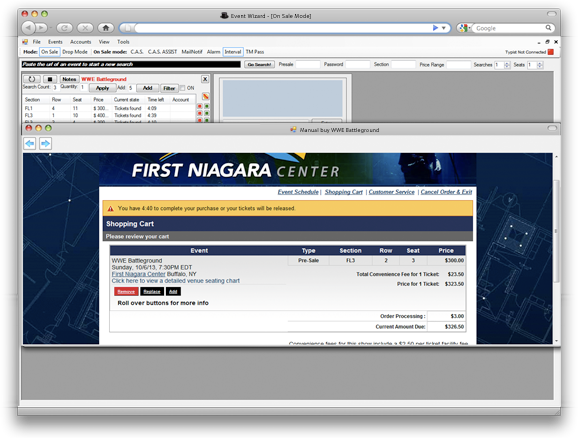 Event Wizard - [On Sale Mode]
Google
File Events Accounts View Tools
Mode: On Sale Drop Mode On Sale mode: C.A.S. C.A.S. ASSIST MailNotif Alarm Interval TM Pass
Typist Not Connected
Paste the url of an event to start a new search
Go Search! Presale Password: Section: Price Range: Searches 1 Seats 1
Notes WWE Battleground X
Search Count: 3 Quantity: 1 Apply Add: 5 Add Filter ON
Section Row Seat Price Current state Time left Account
FL1 4 11 $ 300... Tickets found 4:09
FL3 1 10 $ 400... Tickets found 4:39
Manual buy WWE Battleground
FIRST NIAGARA CENTER
Event Schedule | Shopping Cart | Customer Service | Cancel Order & Exit
You have 4:40 to complete your purchase or your tickets will be released.
Shopping Cart
Please review your cart
Event Type Section Row Seat Price
WWE Battleground Pre-Sale FL3 2 3 $300.00
Sunday, 10/6/13, 7:30PM EDT
First Niagara Center Buffalo, NY Total Convenience Fee for 1 Ticket: $23.50
Click here to view a detailed venue seating chart Price for 1 Ticket: $323.50
Remove Replace Add
Roll over buttons for more info
Order Processing : $3.00
Current Amount Due: $326.50
Convenience fees for this show include a $3.50 per ticket facility fee